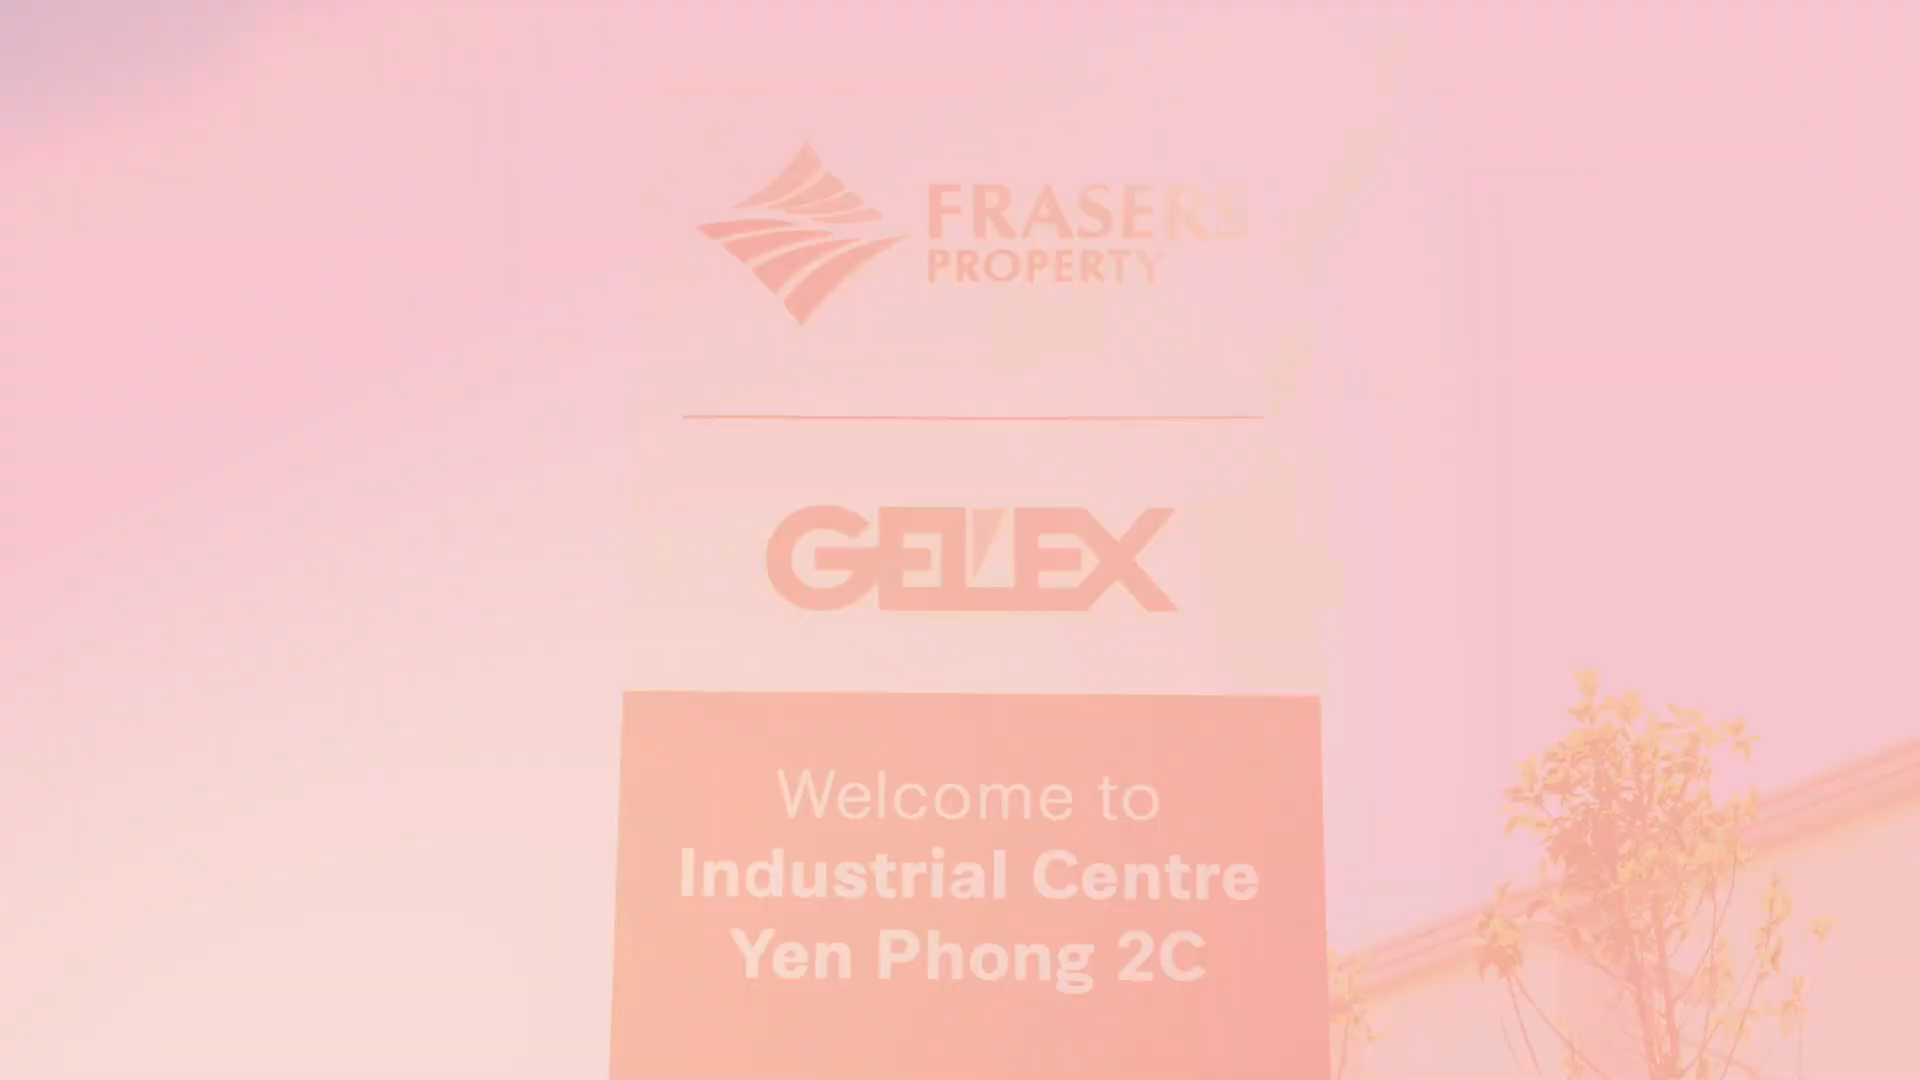 FRASERS
PROPERTY
GELEX
Welcome to
Industrial Centre
Yen Phong 2C